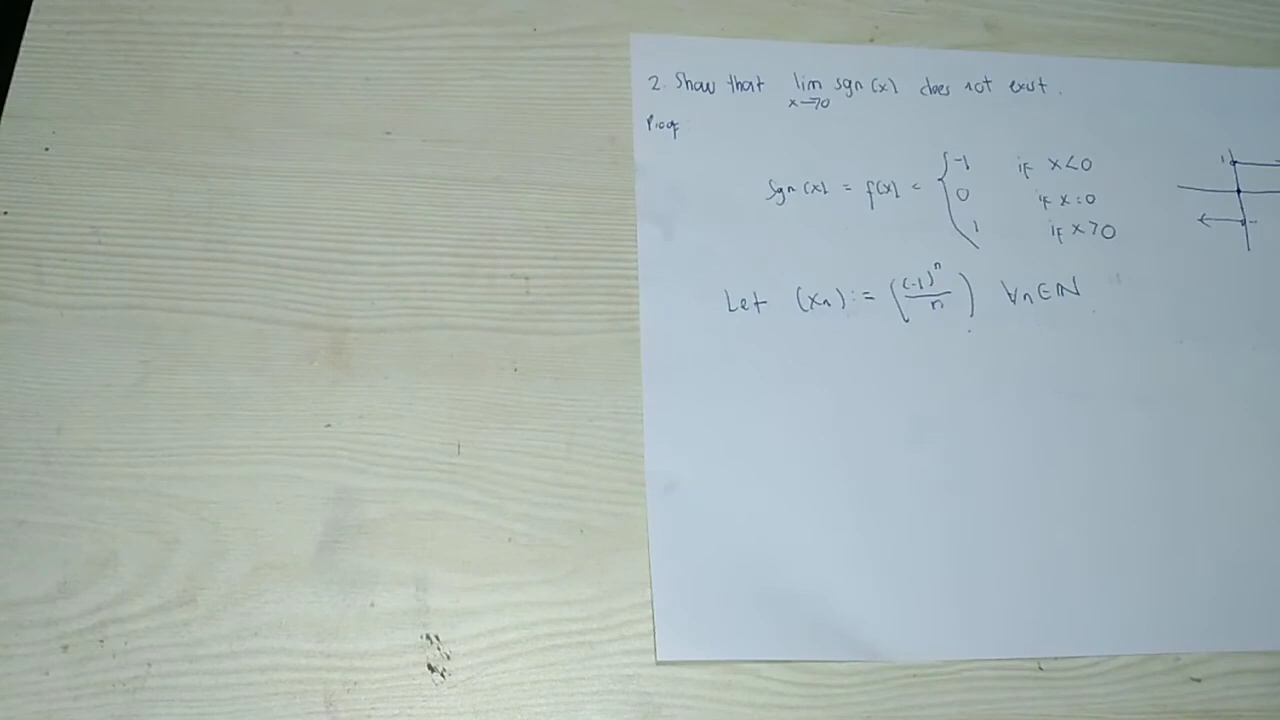 2. Show that lim x→0 sgn(x) does not exist.
Proof
sgn(x) = f(x) = { -1 if x<0
0 if x=0
1 if x>0
1
-
Let (xₙ) := ((-1)ⁿ/n) ∀n∈ℕ